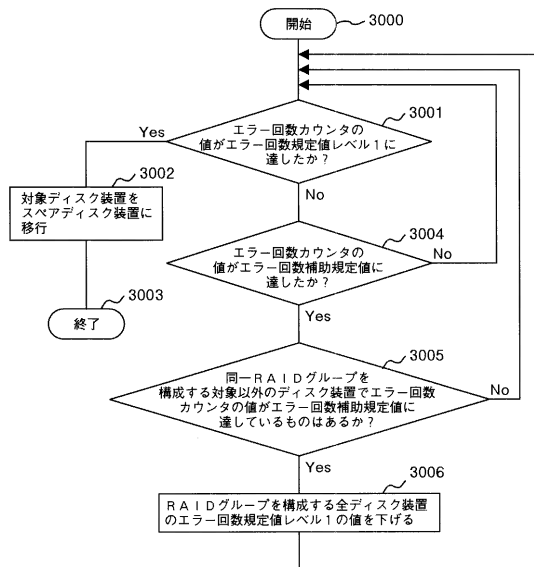 開始
3000
3001
エラー回数カウンタの
値がエラー回数規定値レベル1に
達したか？
Yes
No
3002
対象ディスク装置を
スペアディスク装置に
移行
3003
終了
3004
エラー回数カウンタの
値がエラー回数補助規定値に
達したか？
No
Yes
3005
同一ＲＡＩＤグループを
構成する対象以外のディスク装置でエラー回数
カウンタの値がエラー回数補助規定値に
達しているものはあるか？
No
Yes
3006
ＲＡＩＤグループを構成する全ディスク装置
のエラー回数規定値レベル1の値を下げる